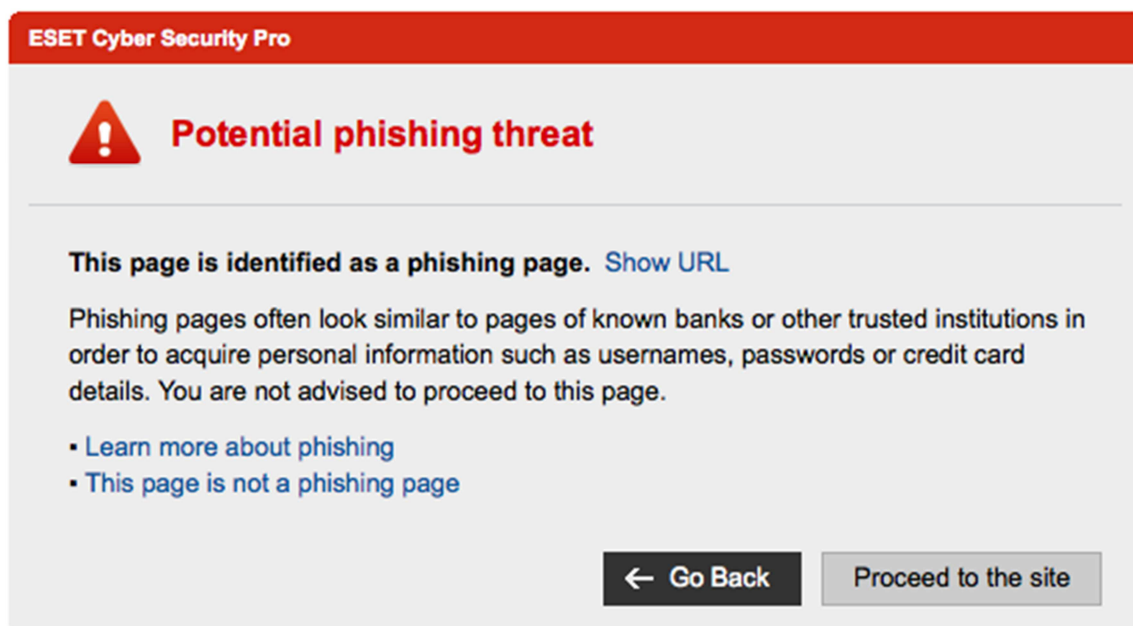 ESET Cyber Security Pro
Potential phishing threat
This page is identified as a phishing page. Show URL
Phishing pages often look similar to pages of known banks or other trusted institutions in
order to acquire personal information such as usernames, passwords or credit card
details. You are not advised to proceed to this page.
▪ Learn more about phishing
▪ This page is not a phishing page
← Go Back Proceed to the site